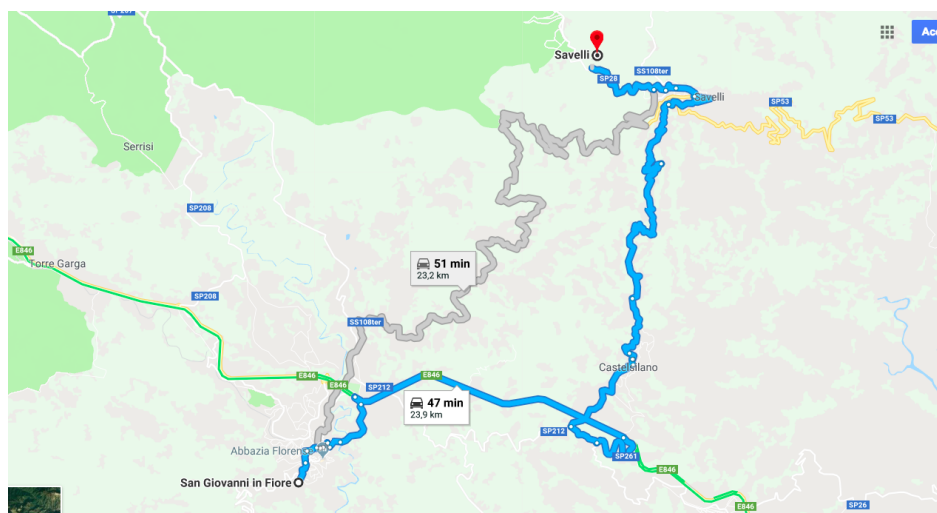 SP207
Acc
Savelli
SS108ter
SP28
Savelli
SP53
SP53
Serrisi
SP208
E846
Torre Garga
51 min
23,2 km
SP208
SS108ter
Castelsilano
E846
E846
E846
SP212
47 min
23,9 km
SP212
Abbazia Florense
SP261
E846
San Giovanni in Fiore
E846
SP26